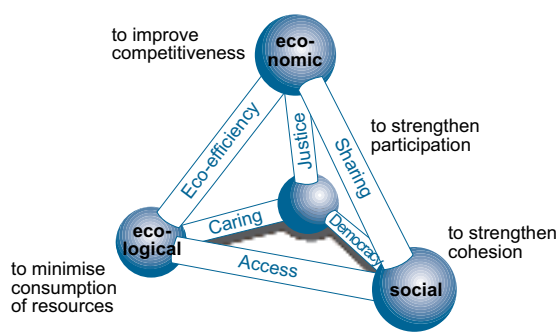 to improve
competitiveness
eco-
nomic
Eco-efficiency
Justice
Sharing
to strengthen
participation
Caring
Democracy
eco-
logical
Access
to strengthen
cohesion
social
to minimise
consumption
of resources